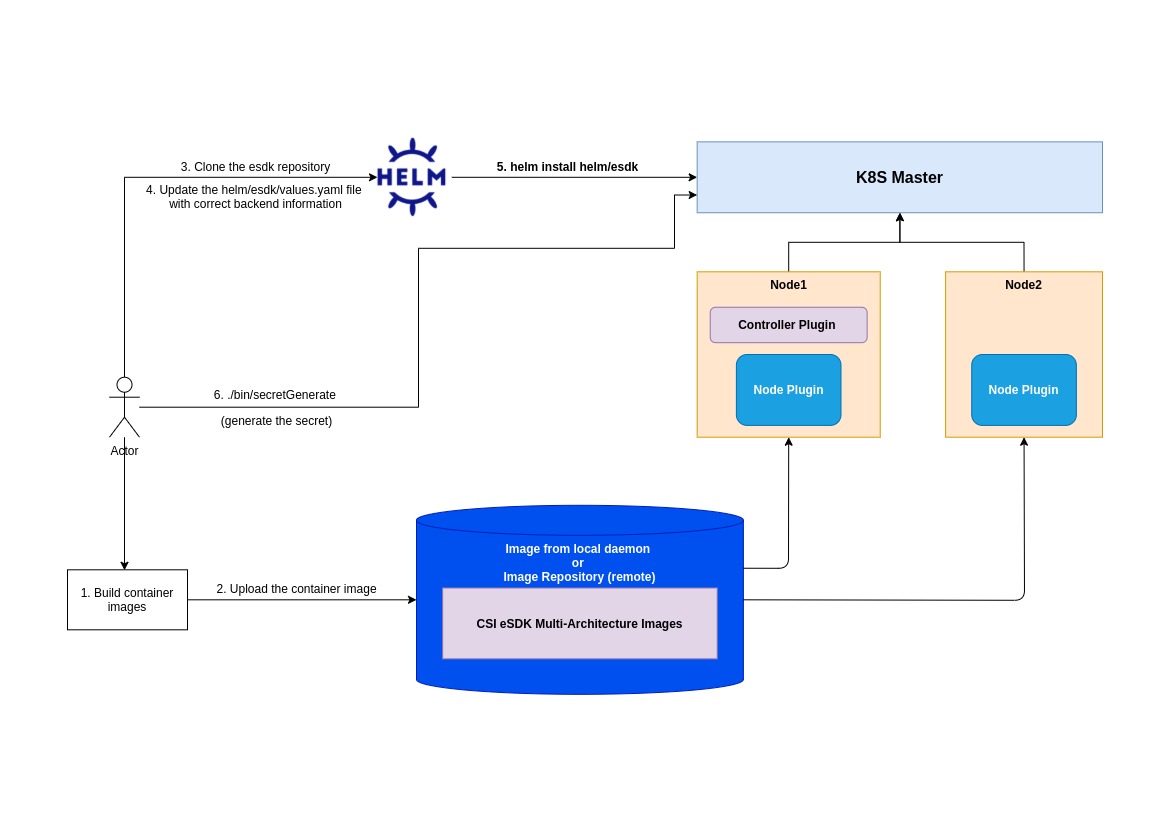 3. Clone the esdk repository
4. Update the helm/esdk/values.yaml file
with correct backend information
HELM
5. helm install helm/esdk
K8S Master
Node1
Controller Plugin
Node Plugin
Node2
Node Plugin
6. ./bin/secretGenerate
(generate the secret)
Actor
1. Build container
images
2. Upload the container image
Image from local daemon
or
Image Repository (remote)
CSI eSDK Multi-Architecture Images